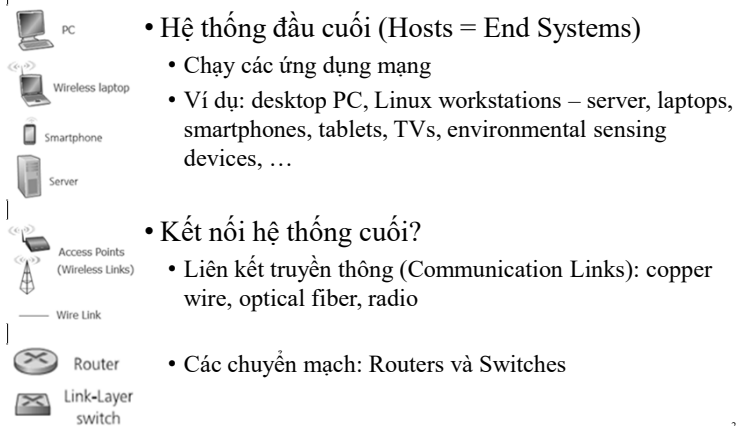 PC
• Hệ thống đầu cuối (Hosts = End Systems)
• Chạy các ứng dụng mạng
Wireless laptop
• Ví dụ: desktop PC, Linux workstations – server, laptops,
smartphones, tablets, TVs, environmental sensing
devices, …
Smartphone
Server
• Kết nối hệ thống cuối?
Access Points
(Wireless Links)
• Liên kết truyền thông (Communication Links): copper
wire, optical fiber, radio
Wire Link
Router
• Các chuyển mạch: Routers và Switches
Link-Layer
switch